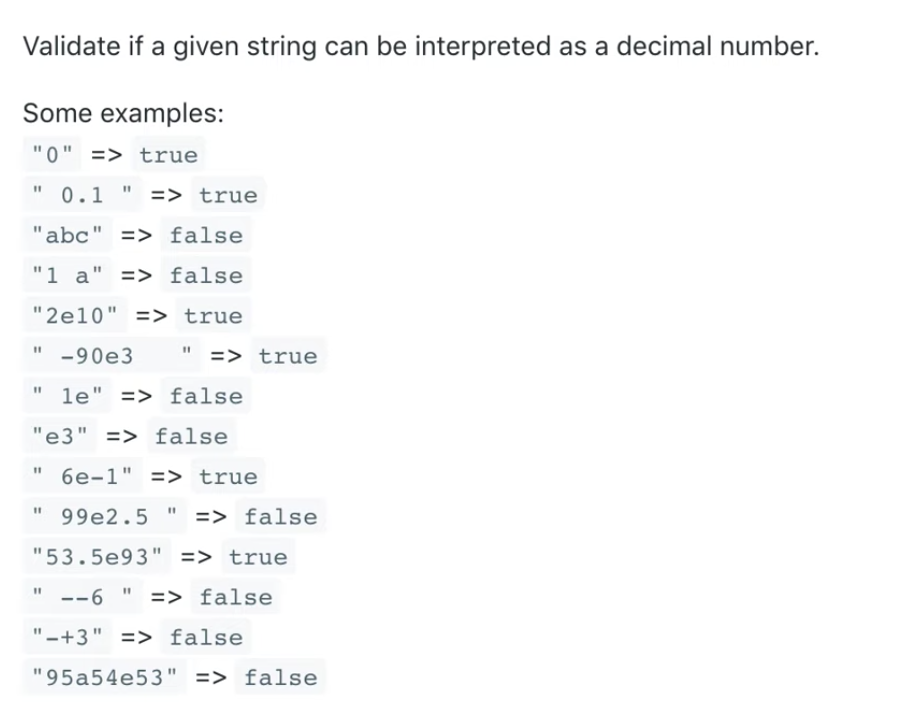 Validate if a given string can be interpreted as a decimal number.
Some examples:
"0" => true
" 0.1 " => true
"abc" => false
"1 a" => false
"2e10" => true
" -90e3   " => true
" 1e" => false
"e3" => false
" 6e-1" => true
" 99e2.5 " => false
"53.5e93" => true
" --6 " => false
"-+3" => false
"95a54e53" => false